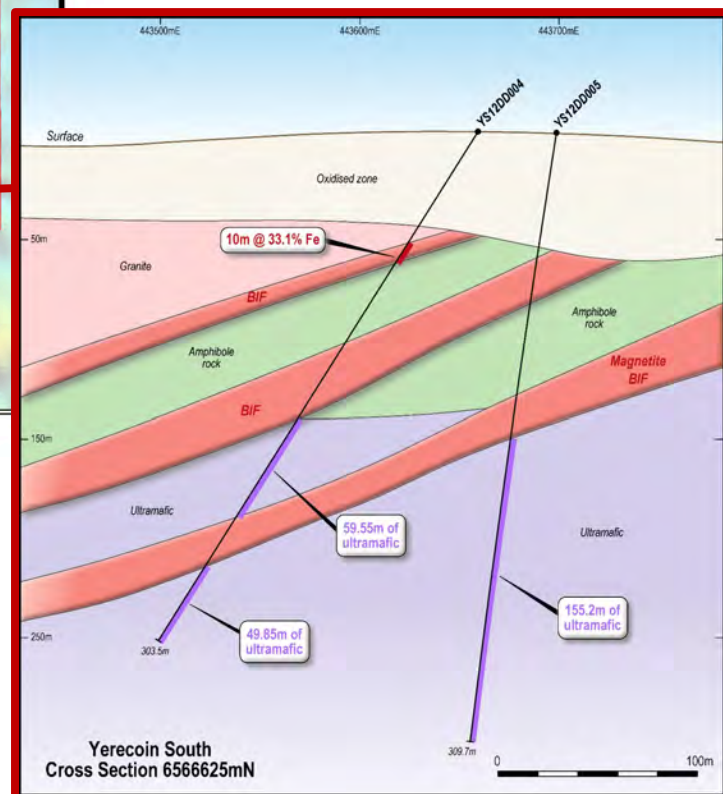 443500mE
443600mE
443700mE
YS12DD004
YS12DD005
Surface
Oxidised zone
50m
10m @ 33.1% Fe
Granite
BIF
Amphibole
rock
Amphibole
rock
Magnetite
BIF
BIF
150m
Ultramafic
59.55m of
ultramafic
Ultramafic
155.2m of
ultramafic
49.85m of
ultramafic
250m
303.5m
309.7m
Yerecoin South
Cross Section 6566625mN
0
100m